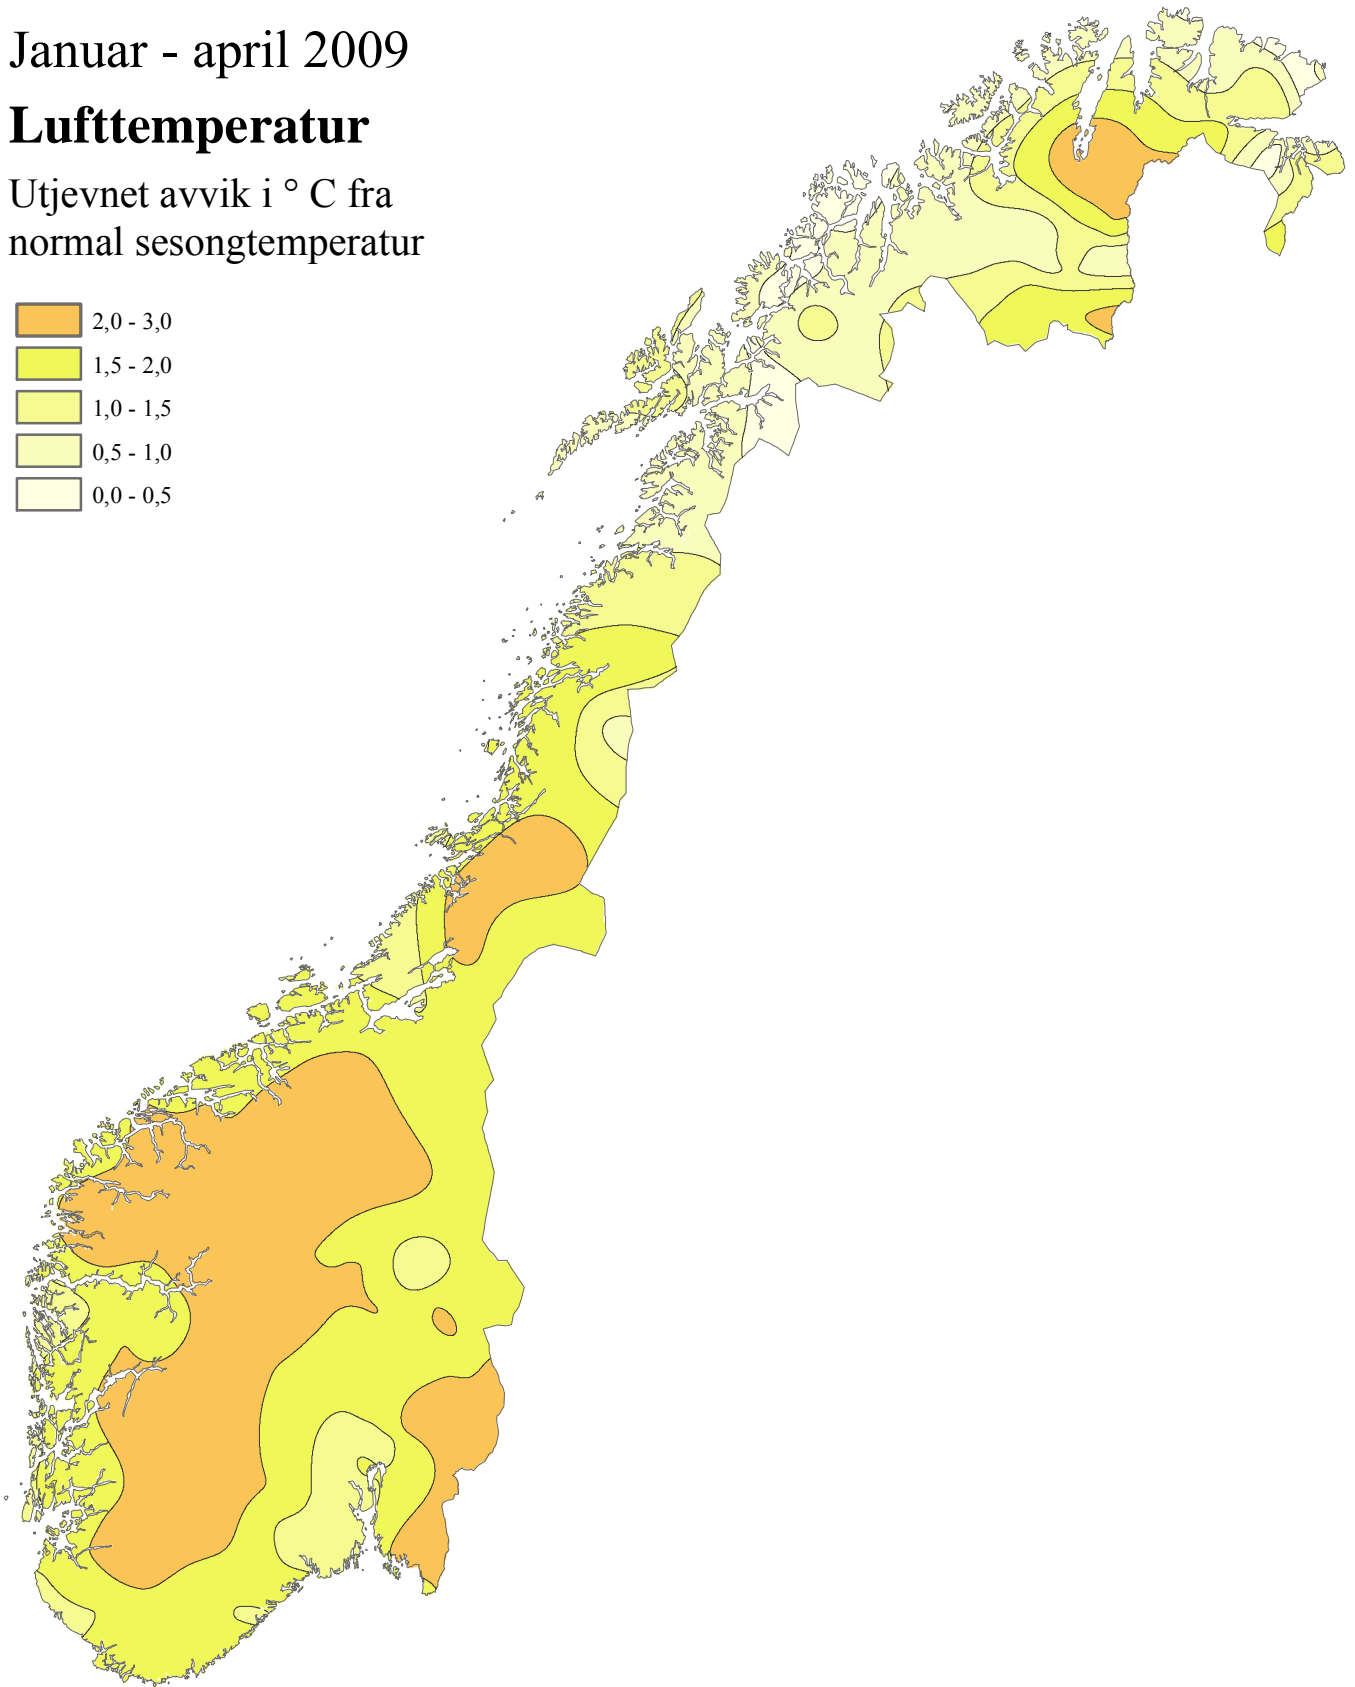 Januar - april 2009
Lufttemperatur
Utjevnet avvik i ° C fra
normal sesongtemperatur
2,0 - 3,0
1,5 - 2,0
1,0 - 1,5
0,5 - 1,0
0,0 - 0,5